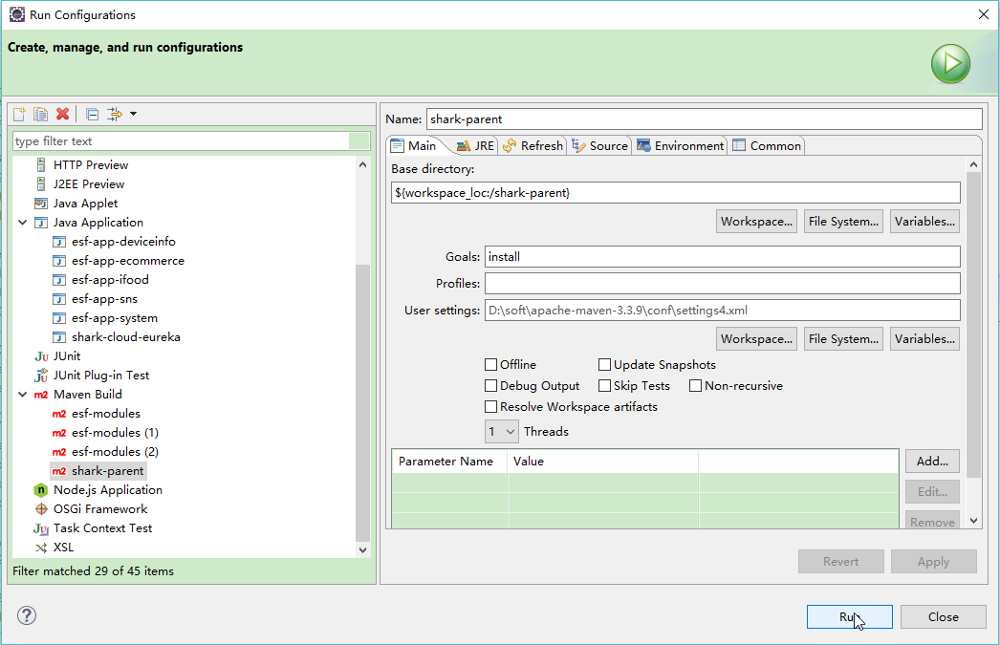 Run Configurations
Create, manage, and run configurations
type filter text
HTTP Preview
J2EE Preview
Java Applet
Java Application
esf-app-deviceinfo
esf-app-ecommerce
esf-app-ifood
esf-app-sns
esf-app-system
shark-cloud-eureka
JUnit
JUnit Plug-in Test
Maven Build
esf-modules
esf-modules (1)
esf-modules (2)
shark-parent
Node.js Application
OSGi Framework
Task Context Test
XSL
Filter matched 29 of 45 items
Name: shark-parent
Main JRE Refresh Source Environment Common
Base directory:
${workspace_loc:/shark-parent}
Workspace... File System... Variables...
Goals: install
Profiles:
User settings: D:\soft\apache-maven-3.3.9\conf\settings4.xml
Workspace... File System... Variables...
Offline Update Snapshots
Debug Output Skip Tests Non-recursive
Resolve Workspace artifacts
1 Threads
Parameter Name Value Add...
Edit...
Remove
Revert Apply
Run Close